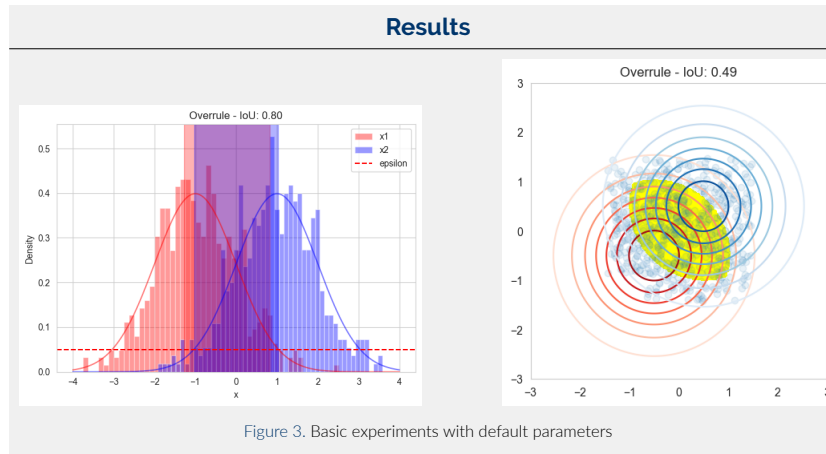 Results
Overrule - IoU: 0.80
x1
x2
epsilon
Density
0.5
0.4
0.3
0.2
0.1
0.0
−4 −3 −2 −1 0 1 2 3 4
x
Overrule - IoU: 0.49
3
2
1
0
−1
−2
−3
−3 −2 −1 0 1 2
Figure 3. Basic experiments with default parameters